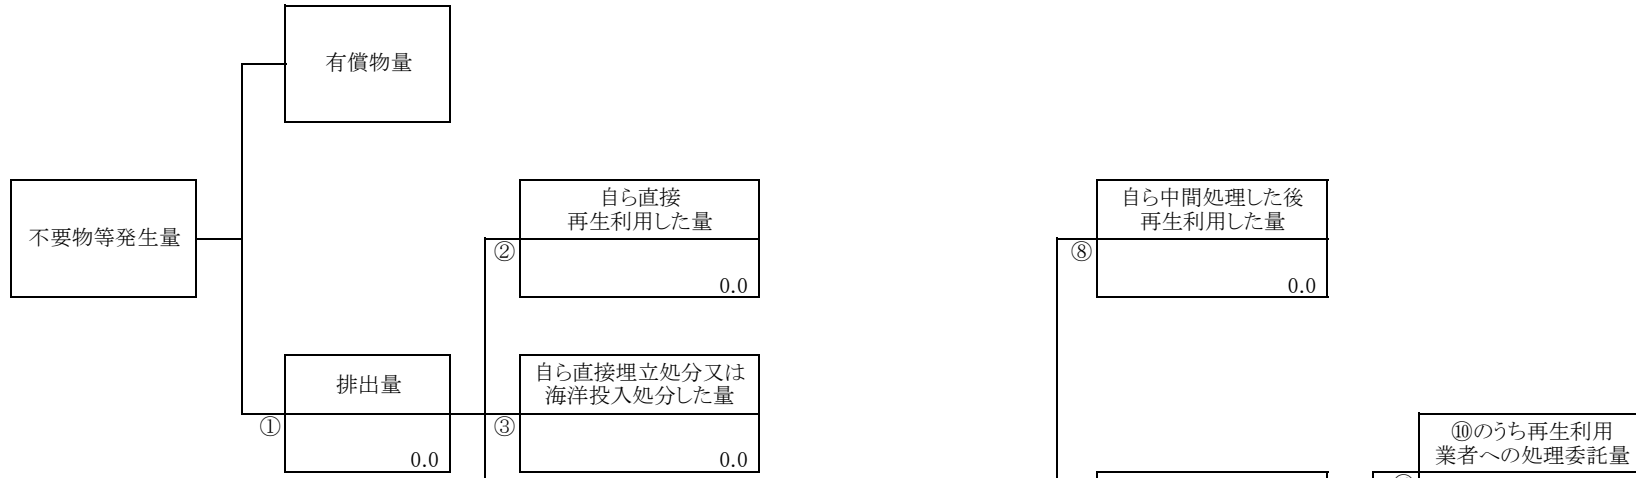 有償物量
不要物等発生量
自ら直接
再生利用した量
②
0.0
自ら中間処理した後
再生利用した量
⑧
0.0
排出量
①
0.0
自ら直接埋立処分又は
海洋投入処分した量
③
0.0
⑩のうち再生利用
業者への処理委託量